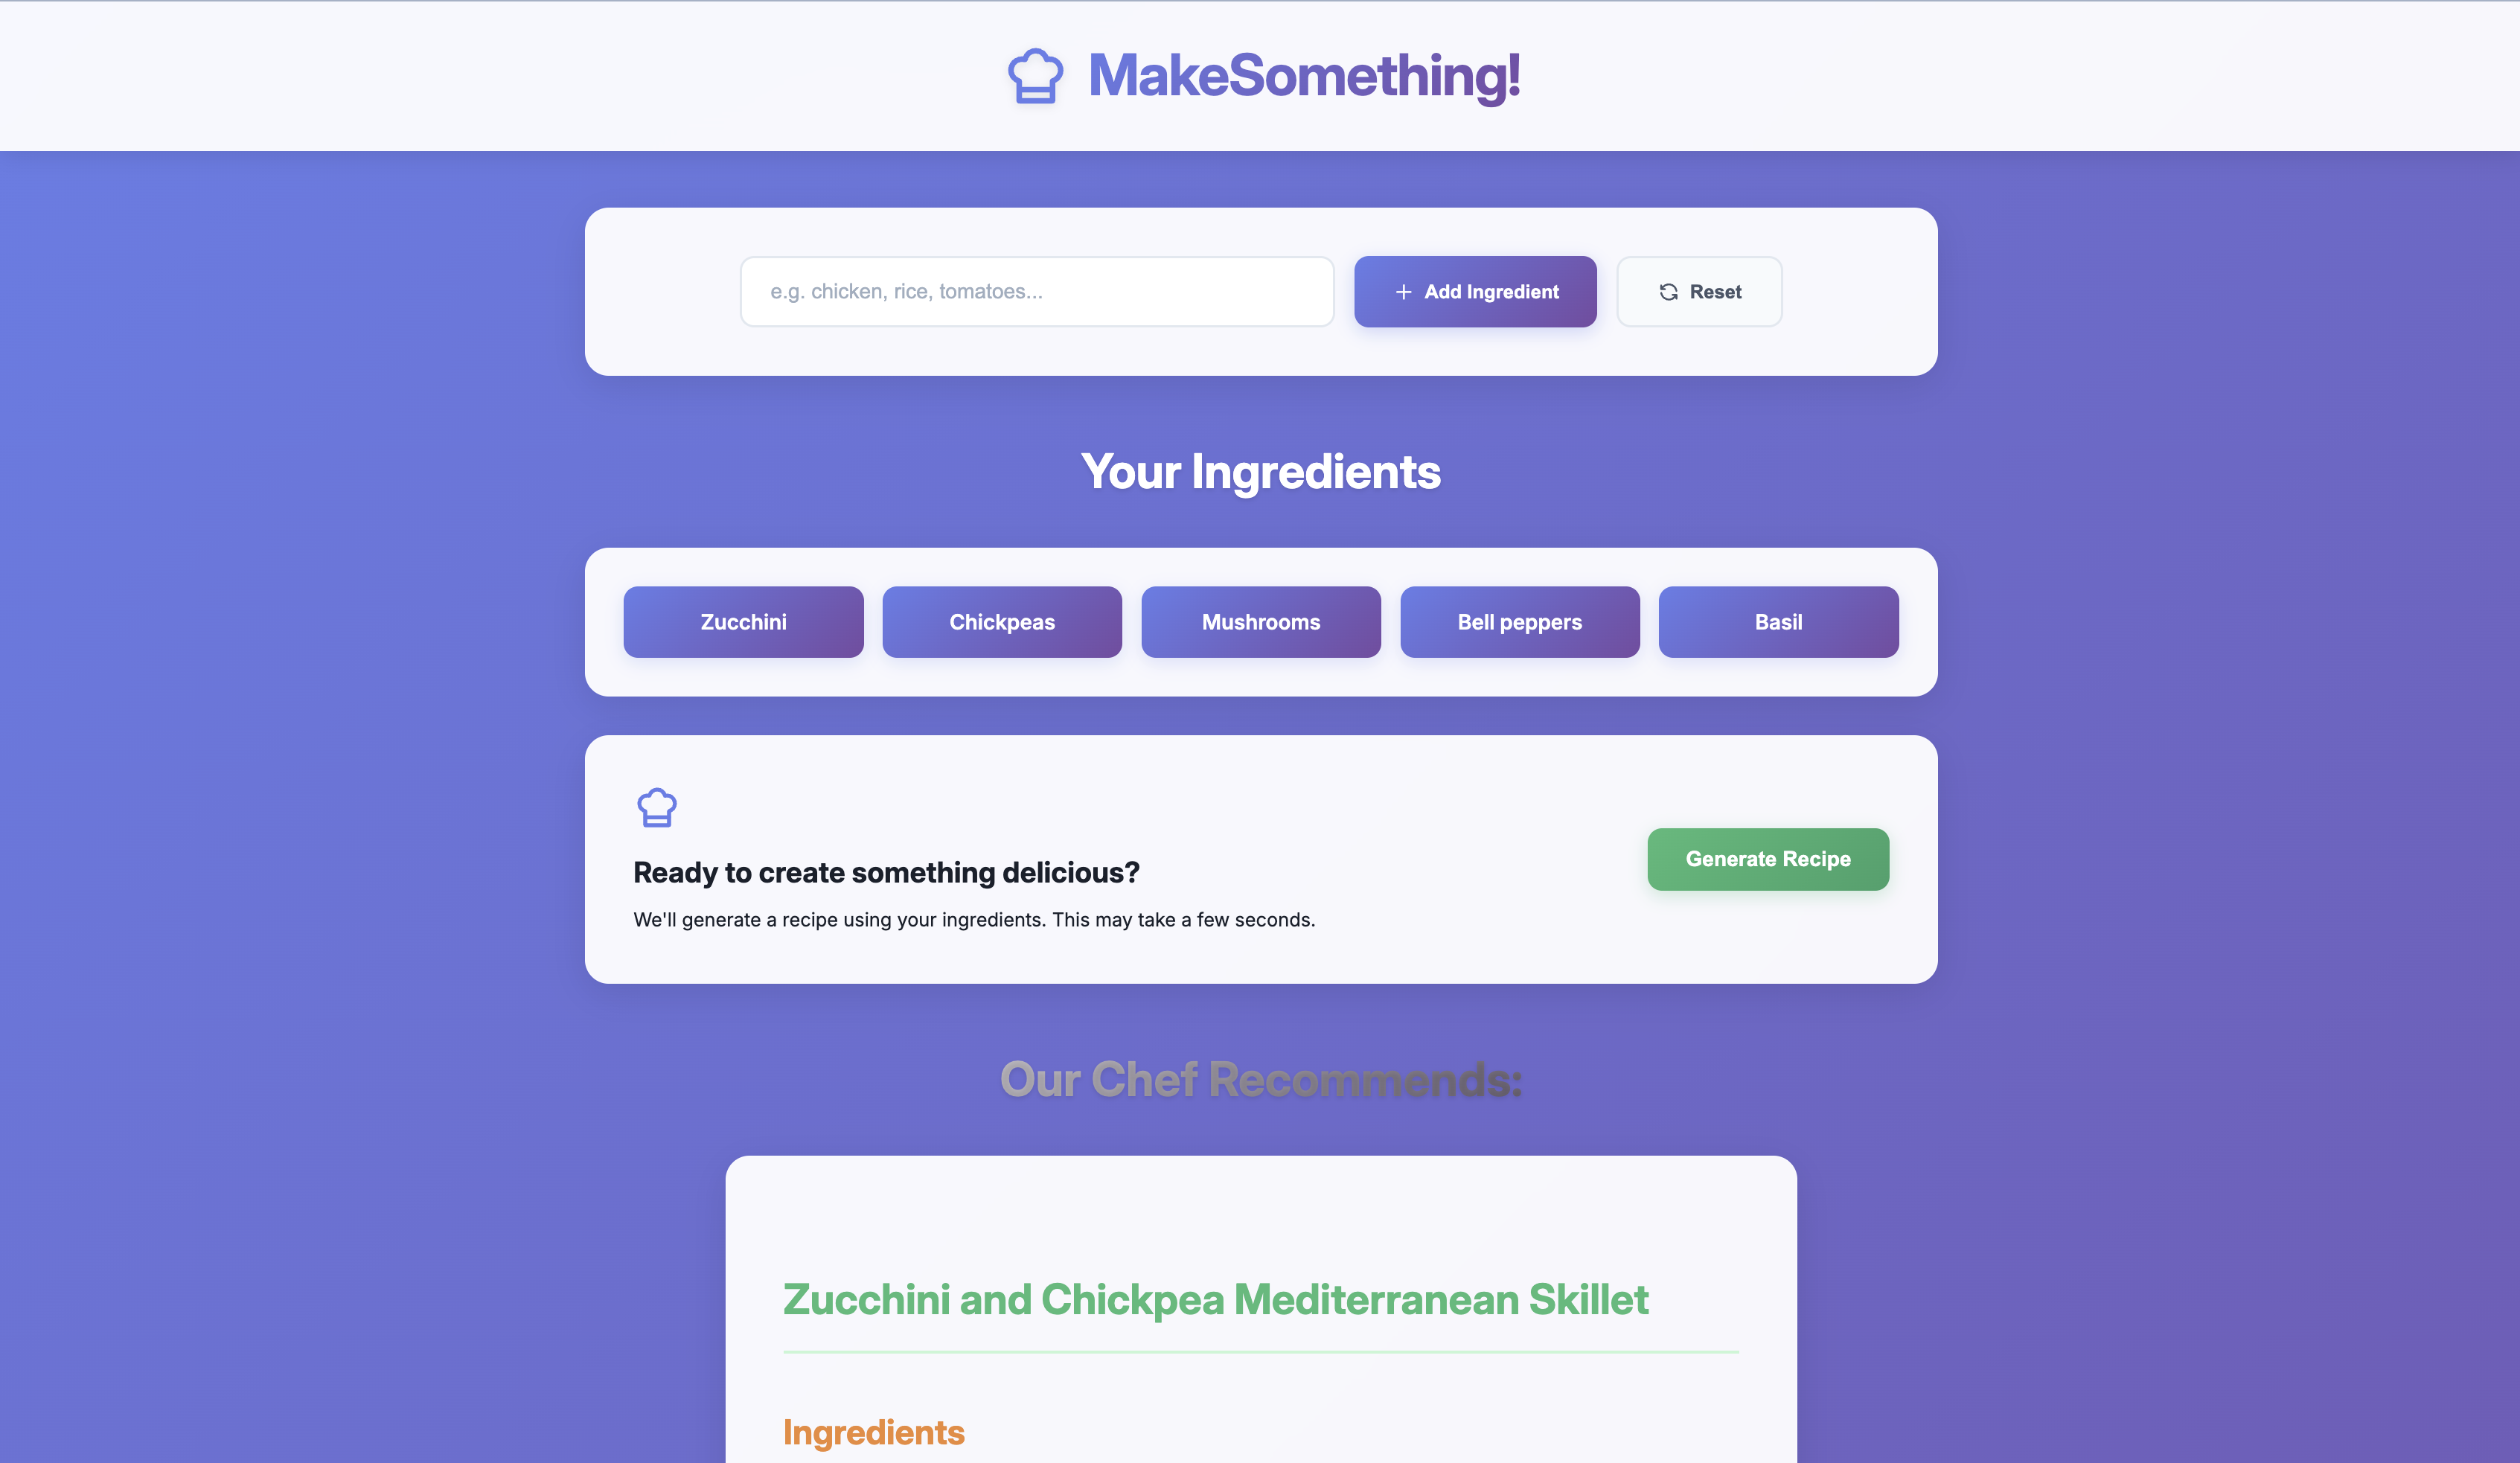 MakeSomething!
e.g. chicken, rice, tomatoes...
Add Ingredient
Reset
Your Ingredients
Zucchini
Chickpeas
Mushrooms
Bell peppers
Basil
Ready to create something delicious?
We'll generate a recipe using your ingredients. This may take a few seconds.
Generate Recipe
Our Chef Recommends:
Zucchini and Chickpea Mediterranean Skillet
Ingredients